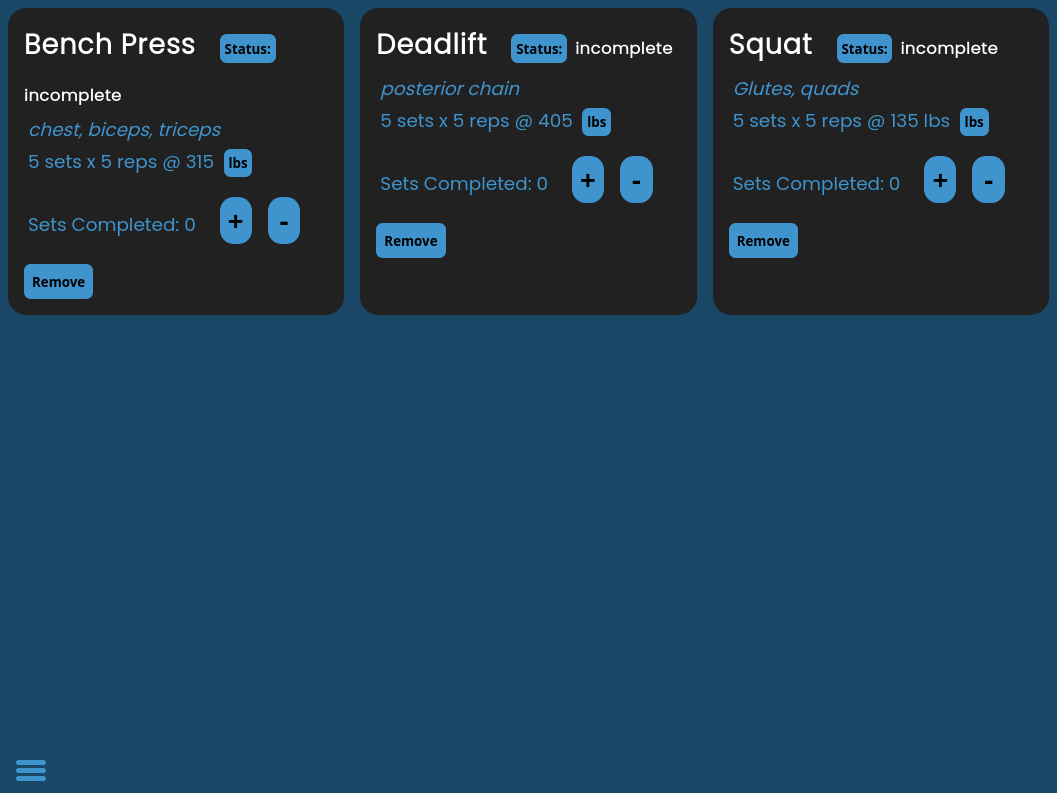 Bench Press Status:
incomplete
chest, biceps, triceps
5 sets x 5 reps @ 315 lbs
Sets Completed: 0 + -
Remove
Deadlift Status: incomplete
posterior chain
5 sets x 5 reps @ 405 lbs
Sets Completed: 0 + -
Remove
Squat Status: incomplete
Glutes, quads
5 sets x 5 reps @ 135 lbs lbs
Sets Completed: 0 + -
Remove